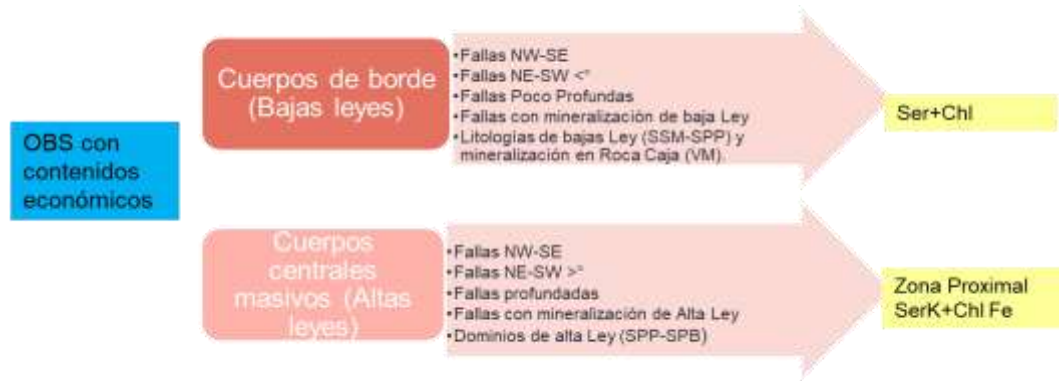 OBS con
contenidos
económicos
Cuerpos de borde
(Bajas leyes)
•Fallas NW-SE
•Fallas NE-SW <°
•Fallas Poco Profundas
•Fallas con mineralización de baja Ley
•Litologías de bajas Ley (SSM-SPP) y
mineralización en Roca Caja (VM).
Ser+Chl
Cuerpos
centrales
masivos (Altas
leyes)
•Fallas NW-SE
•Fallas NE-SW >°
•Fallas profundadas
•Fallas con mineralización de Alta Ley
•Dominios de alta Ley (SPP-SPB)
Zona Proximal
SerK+Chl Fe